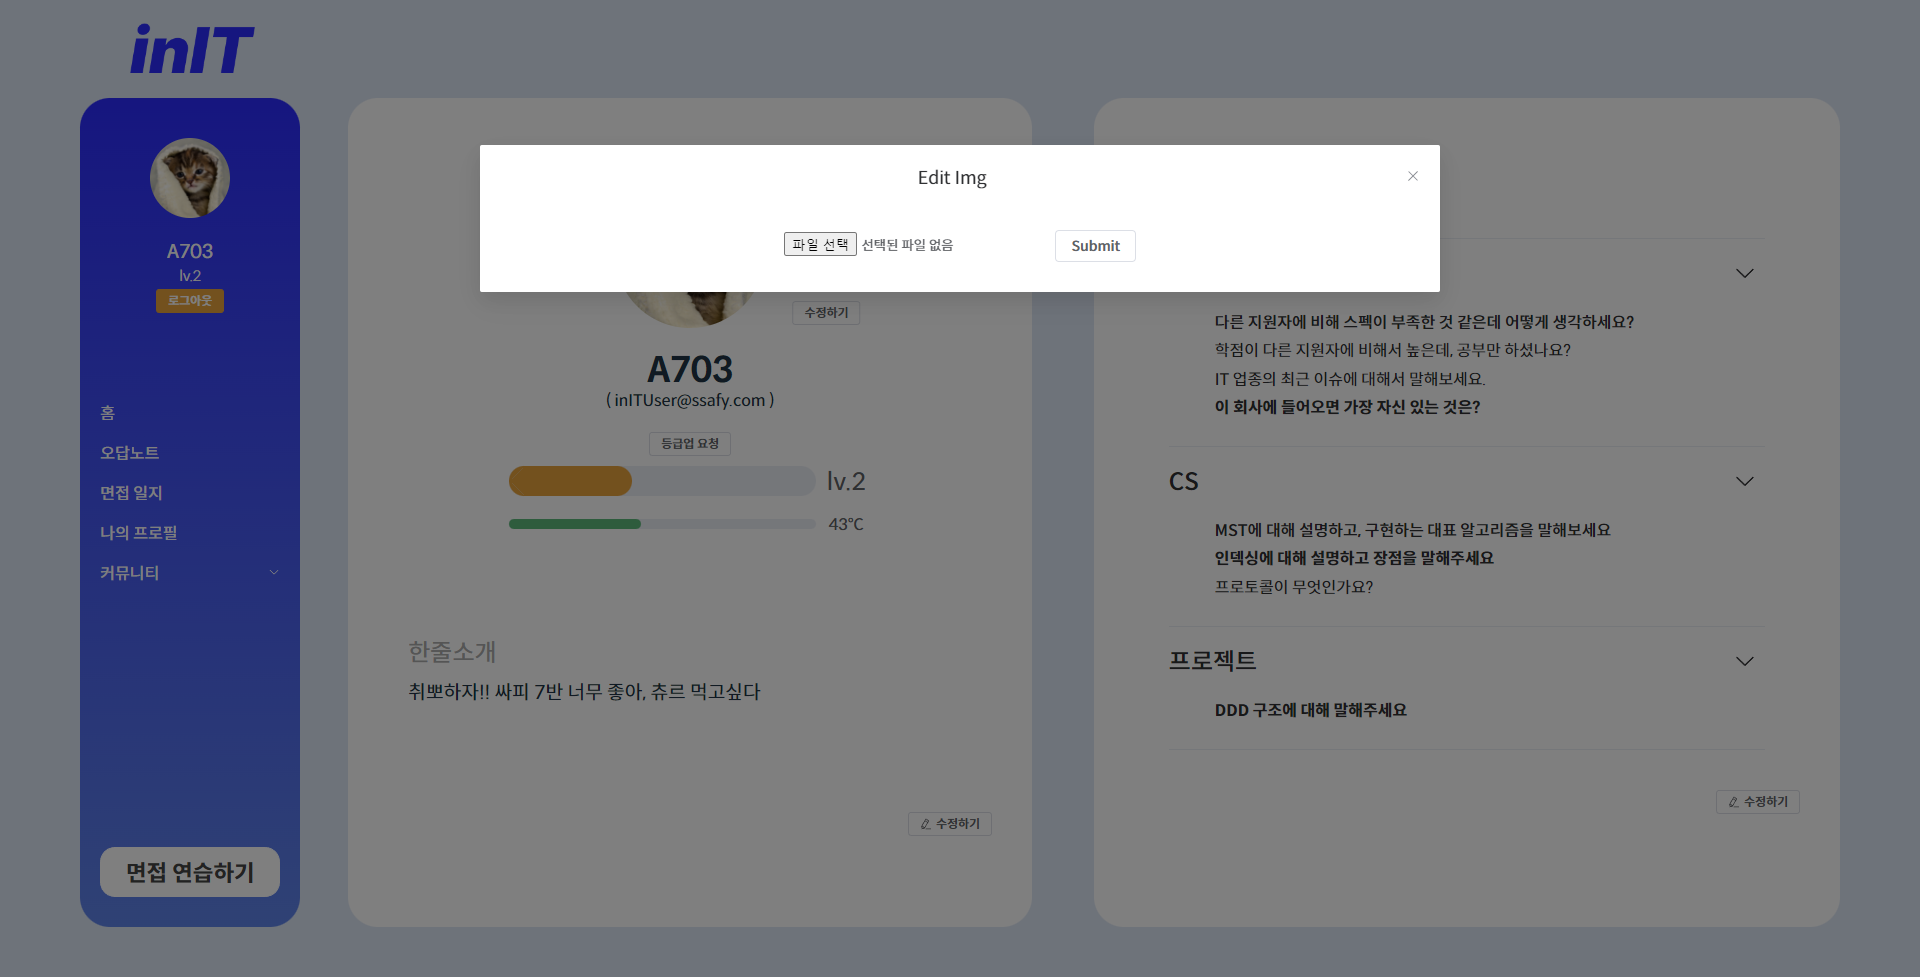 inIT
A703
lv.2
로그아웃
홈
오답노트
면접 일지
나의 프로필
커뮤니티
면접 연습하기
Edit Img
파일 선택 선택된 파일 없음
Submit
수정하기
A703
( inITUser@ssafy.com )
등급업 요청
lv.2
43℃
한줄소개
취뽀하자!! 싸피 7반 너무 좋아, 츄르 먹고싶다
수정하기
다른 지원자에 비해 스펙이 부족한 것 같은데 어떻게 생각하세요?
학점이 다른 지원자에 비해서 높은데, 공부만 하셨나요?
IT 업종의 최근 이슈에 대해서 말해보세요.
이 회사에 들어오면 가장 자신 있는 것은?
CS
MST에 대해 설명하고, 구현하는 대표 알고리즘을 말해보세요
인덱싱에 대해 설명하고 장점을 말해주세요
프로토콜이 무엇인가요?
프로젝트
DDD 구조에 대해 말해주세요
수정하기